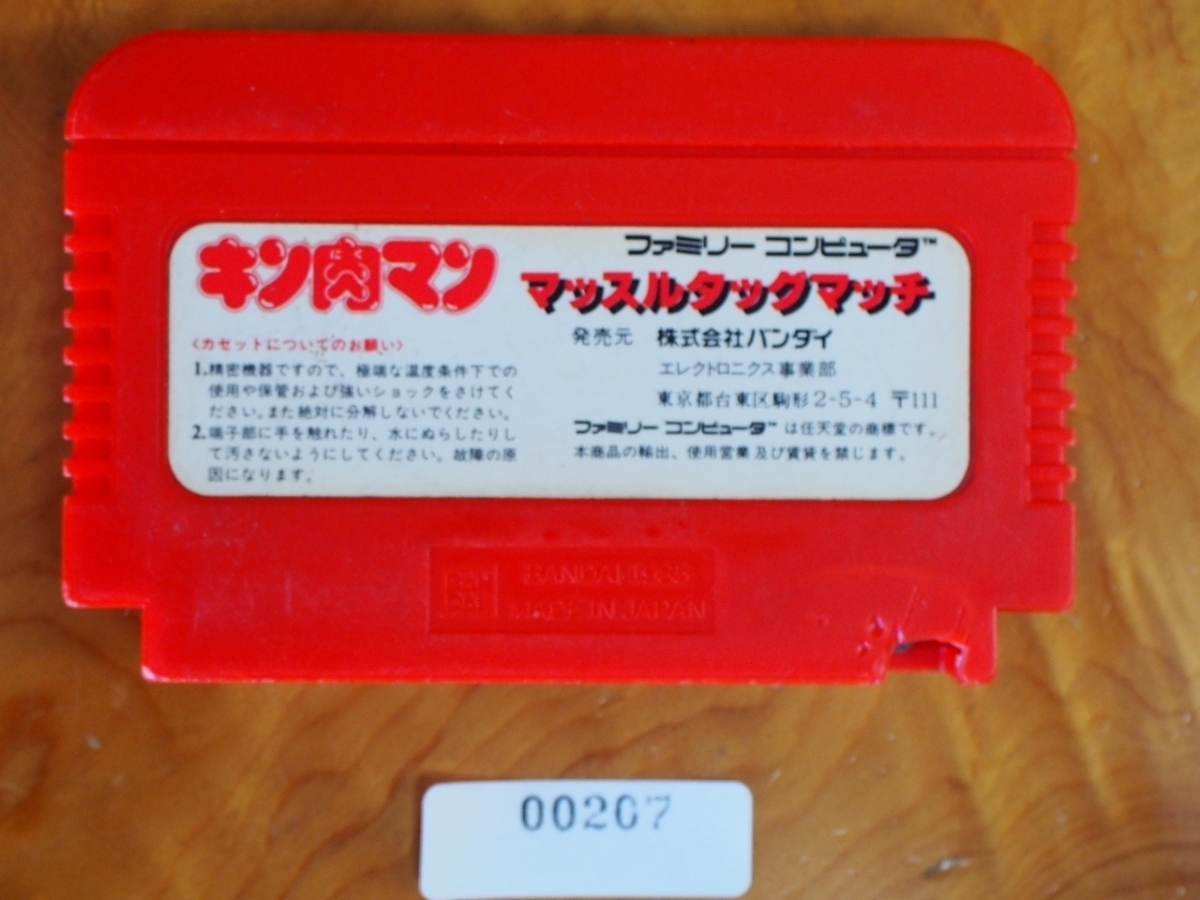 キン肉マン
ファミリー コンピュータ™
マッスルタッグマッチ
〈カセットについてのお願い〉
1.精密機器ですので、極端な温度条件下での
使用や保管および強いショックをさけてく
ださい。また絶対に分解しないでください。
2.端子部に手を触れたり、水にぬらしたりし
て汚さないようにしてください。故障の原
因になります。
発売元 株式会社バンダイ
エレクトロニクス事業部
東京都台東区駒形2-5-4 〒111
ファミリー コンピュータ™ は任天堂の商標です。
本商品の輸出、使用営業及び賃貸を禁じます。
BANDAI 1985
MADE IN JAPAN
00207